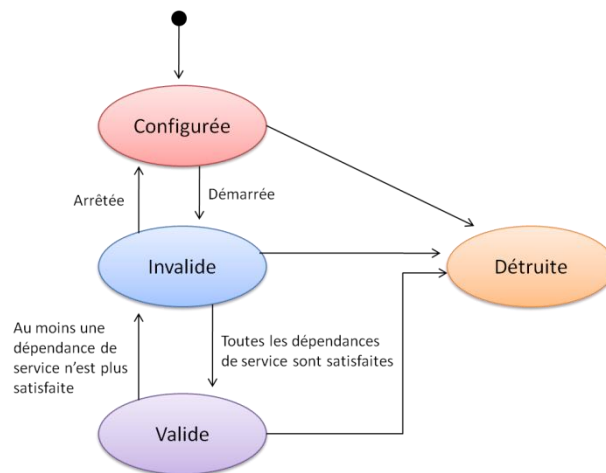 Configurée
Arrêtée
Démarrée
Invalide
Détruite
Au moins une
dépendance de
service n'est plus
satisfaite
Toutes les dépendances
de service sont satisfaites
Valide